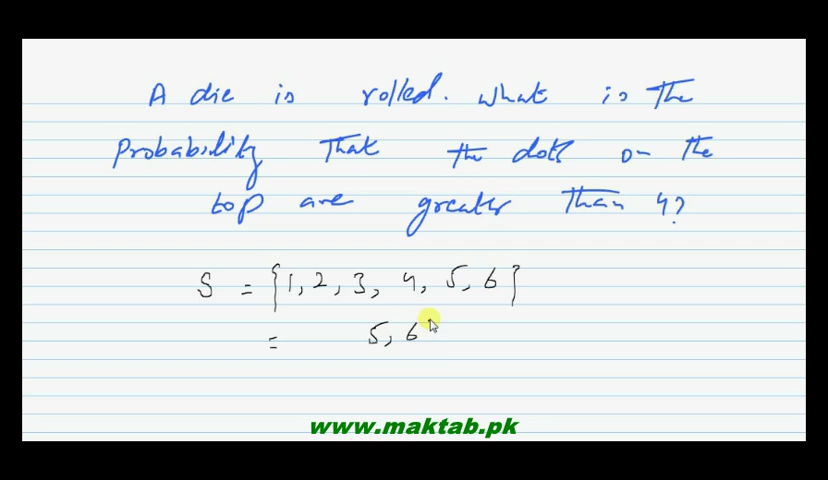 A die is rolled. What is The
Probability That the dots on the
top are greater Than 4?
S = {1, 2, 3, 4, 5, 6}
= 5, 6
www.maktab.pk